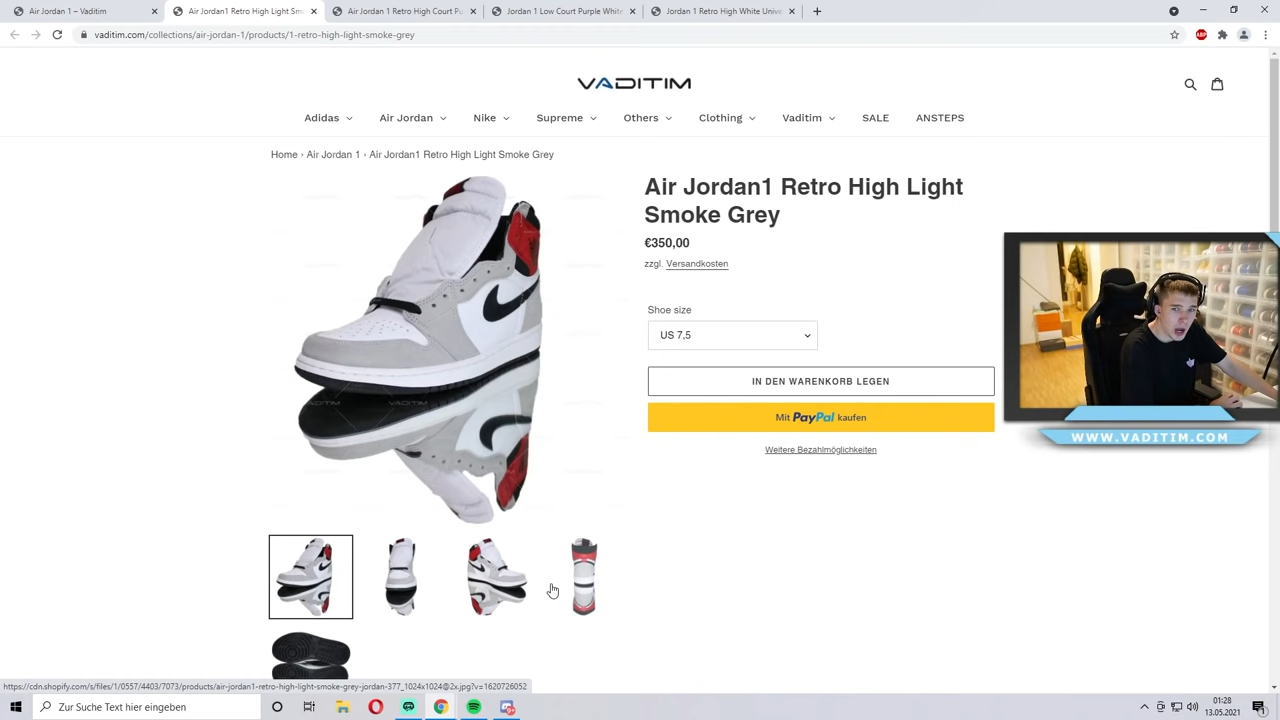 Air Jordan 1 – Vaditim
Jordan 1 Retro High Light Sm
Jordan 1 Retro High Court Pu
Jordan 1 Low Court Purple White
Jordan 1 Retro High White Unive
vaditim.com/collections/air-jordan-1/products/1-retro-high-light-smoke-grey
ABP
VADITIM
Adidas
Air Jordan
Nike
Supreme
Others
Clothing
Vaditim
SALE
ANSTEPS
Home › Air Jordan 1 › Air Jordan1 Retro High Light Smoke Grey
Air Jordan1 Retro High Light
Smoke Grey
€350,00
zzgl. Versandkosten
Shoe size
US 7,5
IN DEN WARENKORB LEGEN
Mit PayPal kaufen
Weitere Bezahlmöglichkeiten
WWW.VADITIM.COM
https://cdn.shopify.com/s/files/1/0557/4403/7073/products/air-jordan1-retro-high-light-smoke-grey-jordan-377_1024x1024@2x.jpg?v=1620726052
Zur Suche Text hier eingeben
01:28
13.05.2021